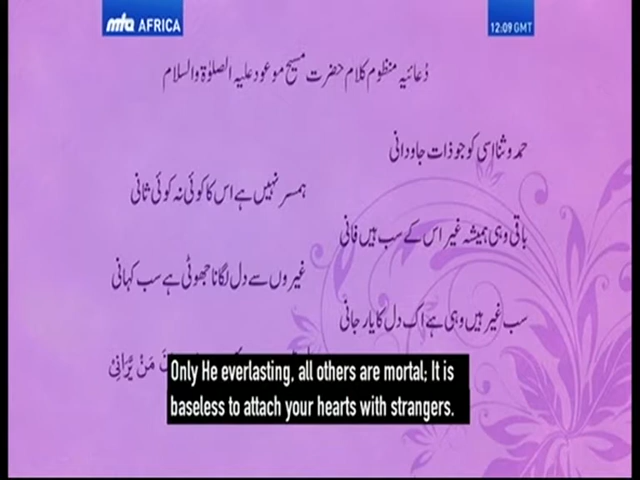 mta AFRICA
12:09 GMT
دُعائیہ منظوم کلام حضرت مسیح موعود علیہ الصلوٰۃ والسلام
حمد و ثنا اسی کو جو ذات جاودانی
ہمسر نہیں ہے اس کا کوئی نہ کوئی ثانی
باقی وہی ہمیشہ غیر اس کے سب ہیں فانی
غیروں سے دل لگانا جھوٹی ہے سب کہانی
سب غیر ہیں وہی ہے اک دل کا یار جانی
مَنْ یَّرَانِیْ
Only He everlasting, all others are mortal; It is
baseless to attach your hearts with strangers.